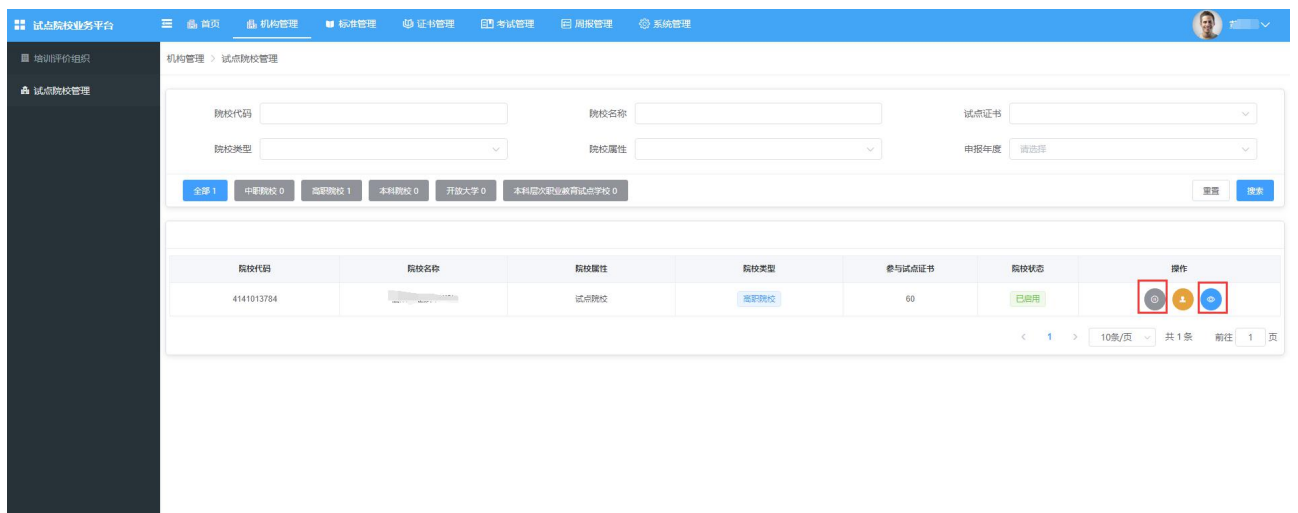 试点院校业务平台 首页 机构管理 标准管理 证书管理 考试管理 周报管理 系统管理
培训评价组织
试点院校管理
机构管理 > 试点院校管理
院校代码 院校名称 试点证书
院校类型 院校属性 申报年度 请选择
全部 1 中职院校 0 高职院校 1 本科院校 0 开放大学 0 本科层次职业教育试点学校 0 重置 搜索
院校代码 院校名称 院校属性 院校类型 参与试点证书 院校状态 操作
4141013784 试点院校 高职院校 60 已启用
< 1 > 10条/页 共 1 条 前往 1 页